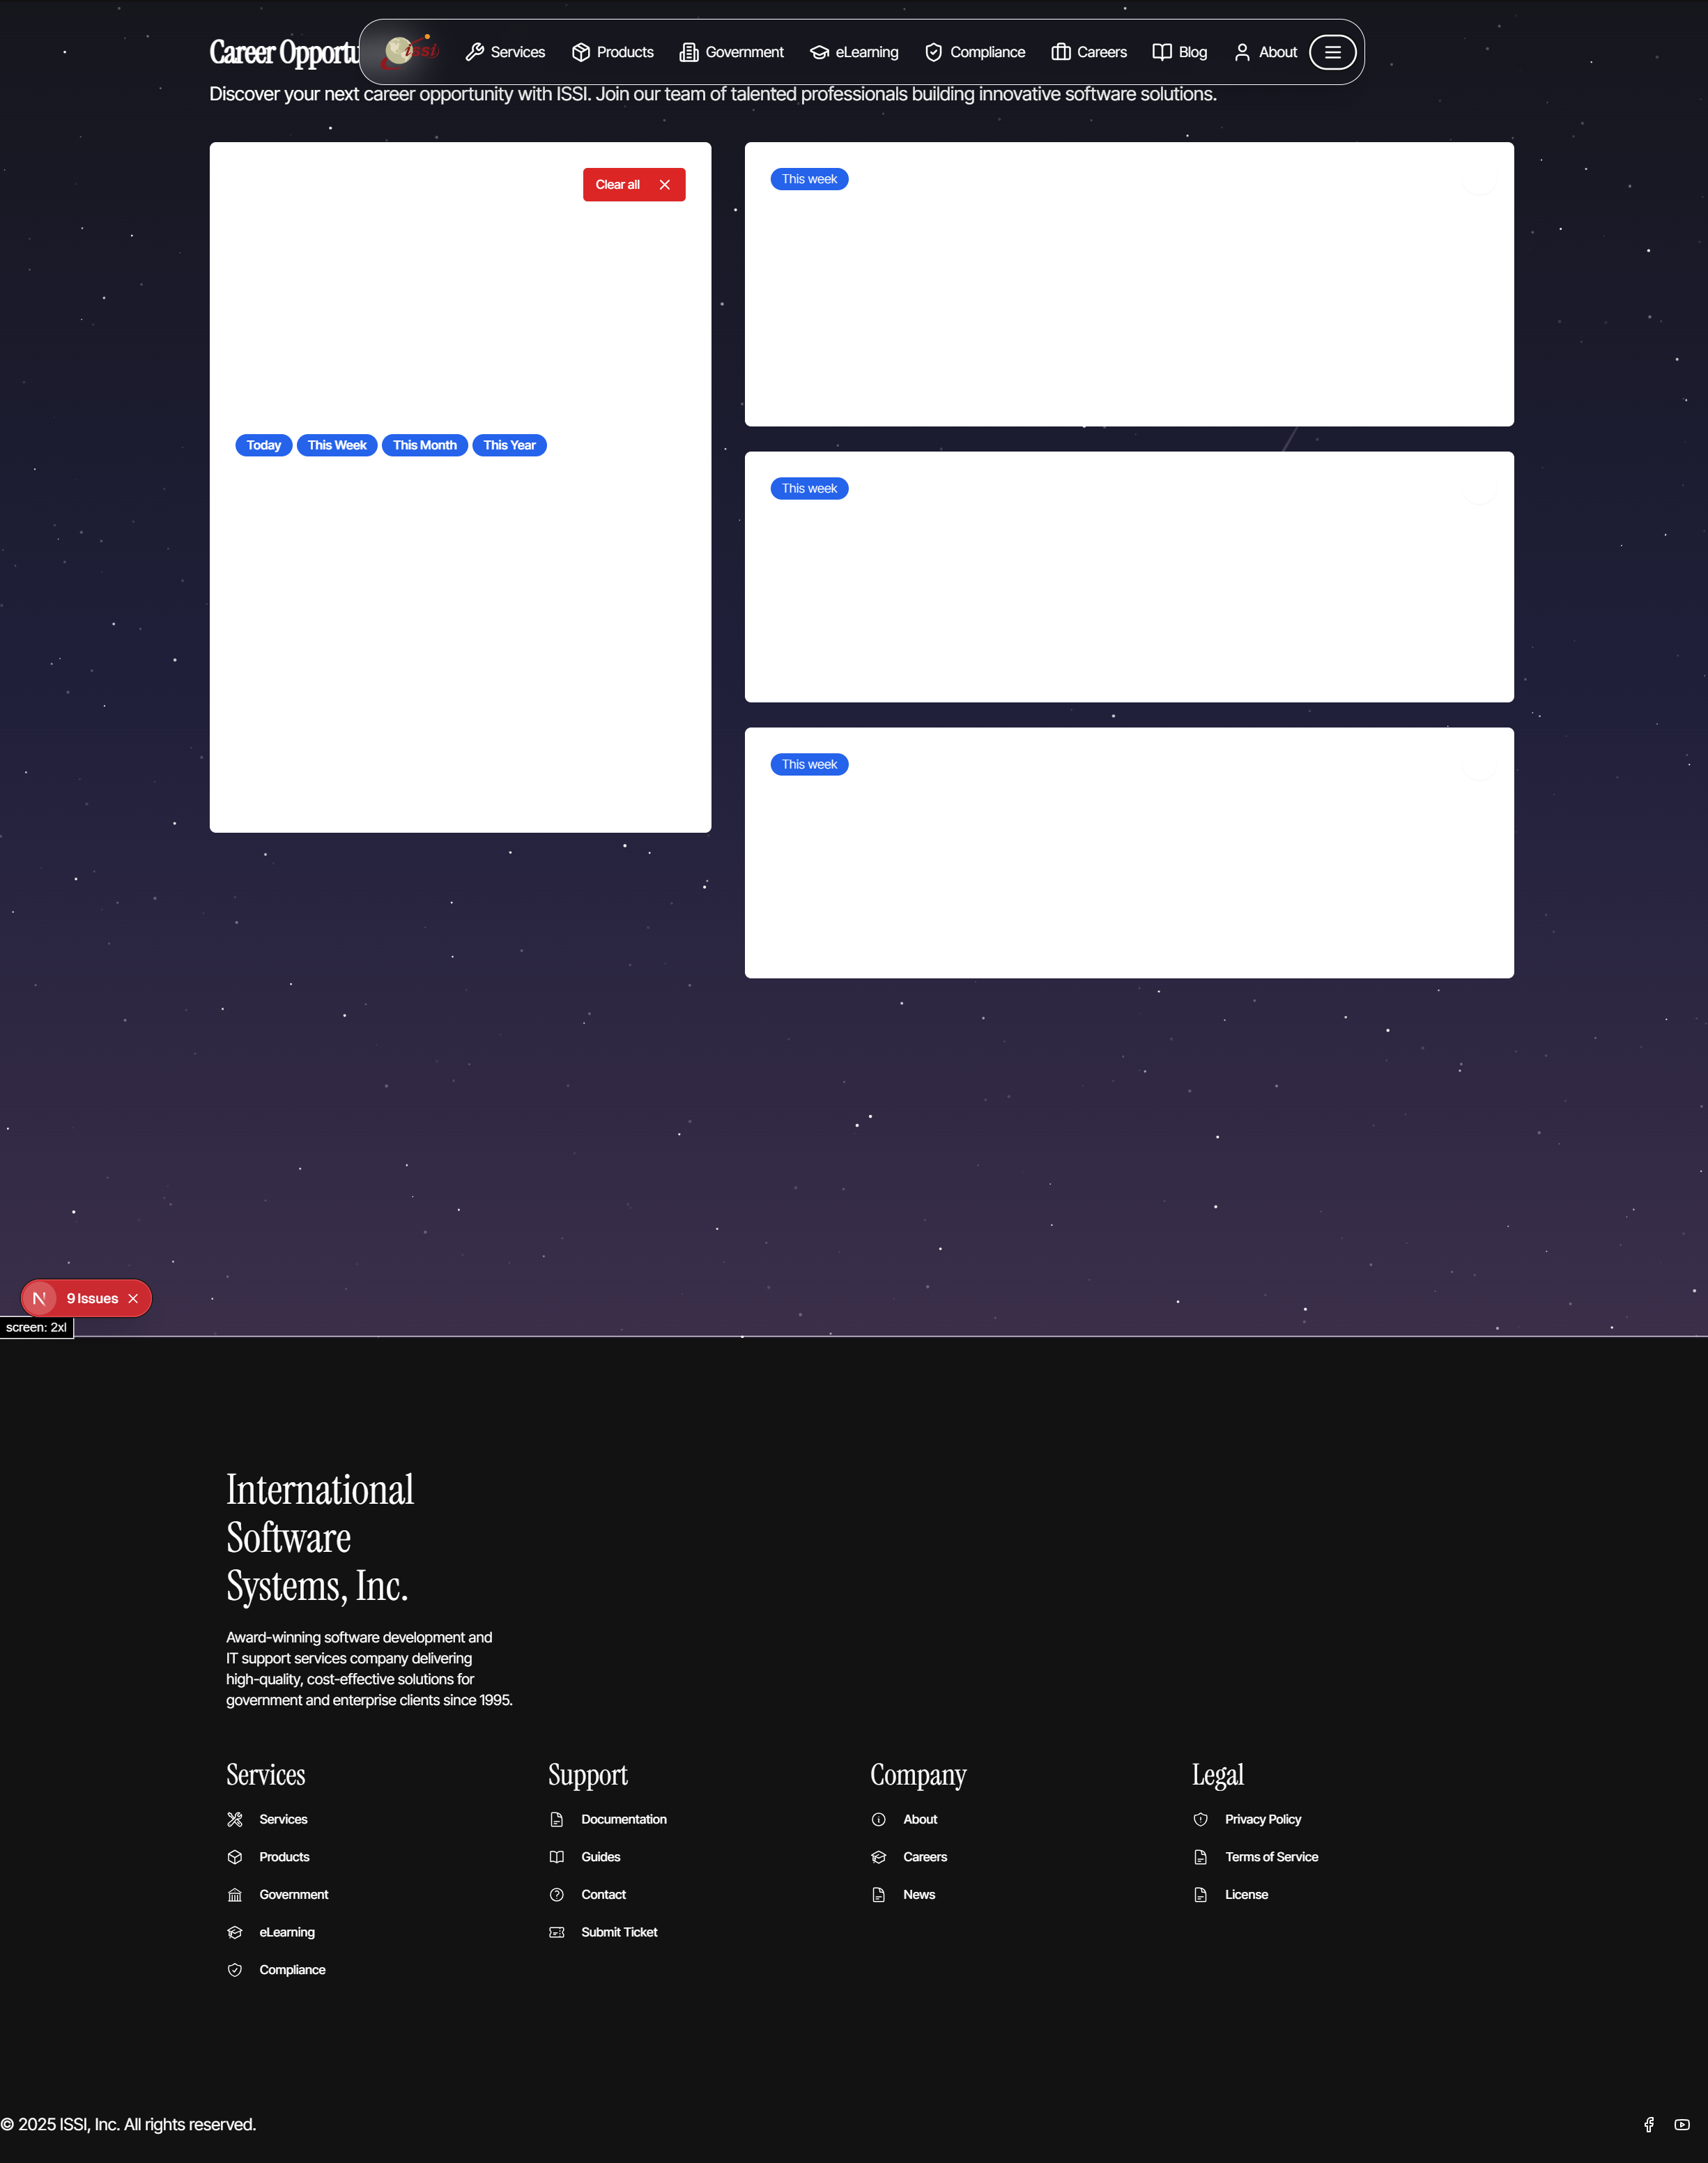 Career Opportu
issi
Services
Products
Government
eLearning
Compliance
Careers
Blog
About
Discover your next career opportunity with ISSI. Join our team of talented professionals building innovative software solutions.
Clear all
Today
This Week
This Month
This Year
This week
This week
This week
9 Issues
screen: 2xl
International
Software
Systems, Inc.
Award-winning software development and
IT support services company delivering
high-quality, cost-effective solutions for
government and enterprise clients since 1995.
Services
Services
Products
Government
eLearning
Compliance
Support
Documentation
Guides
Contact
Submit Ticket
Company
About
Careers
News
Legal
Privacy Policy
Terms of Service
License
© 2025 ISSI, Inc. All rights reserved.